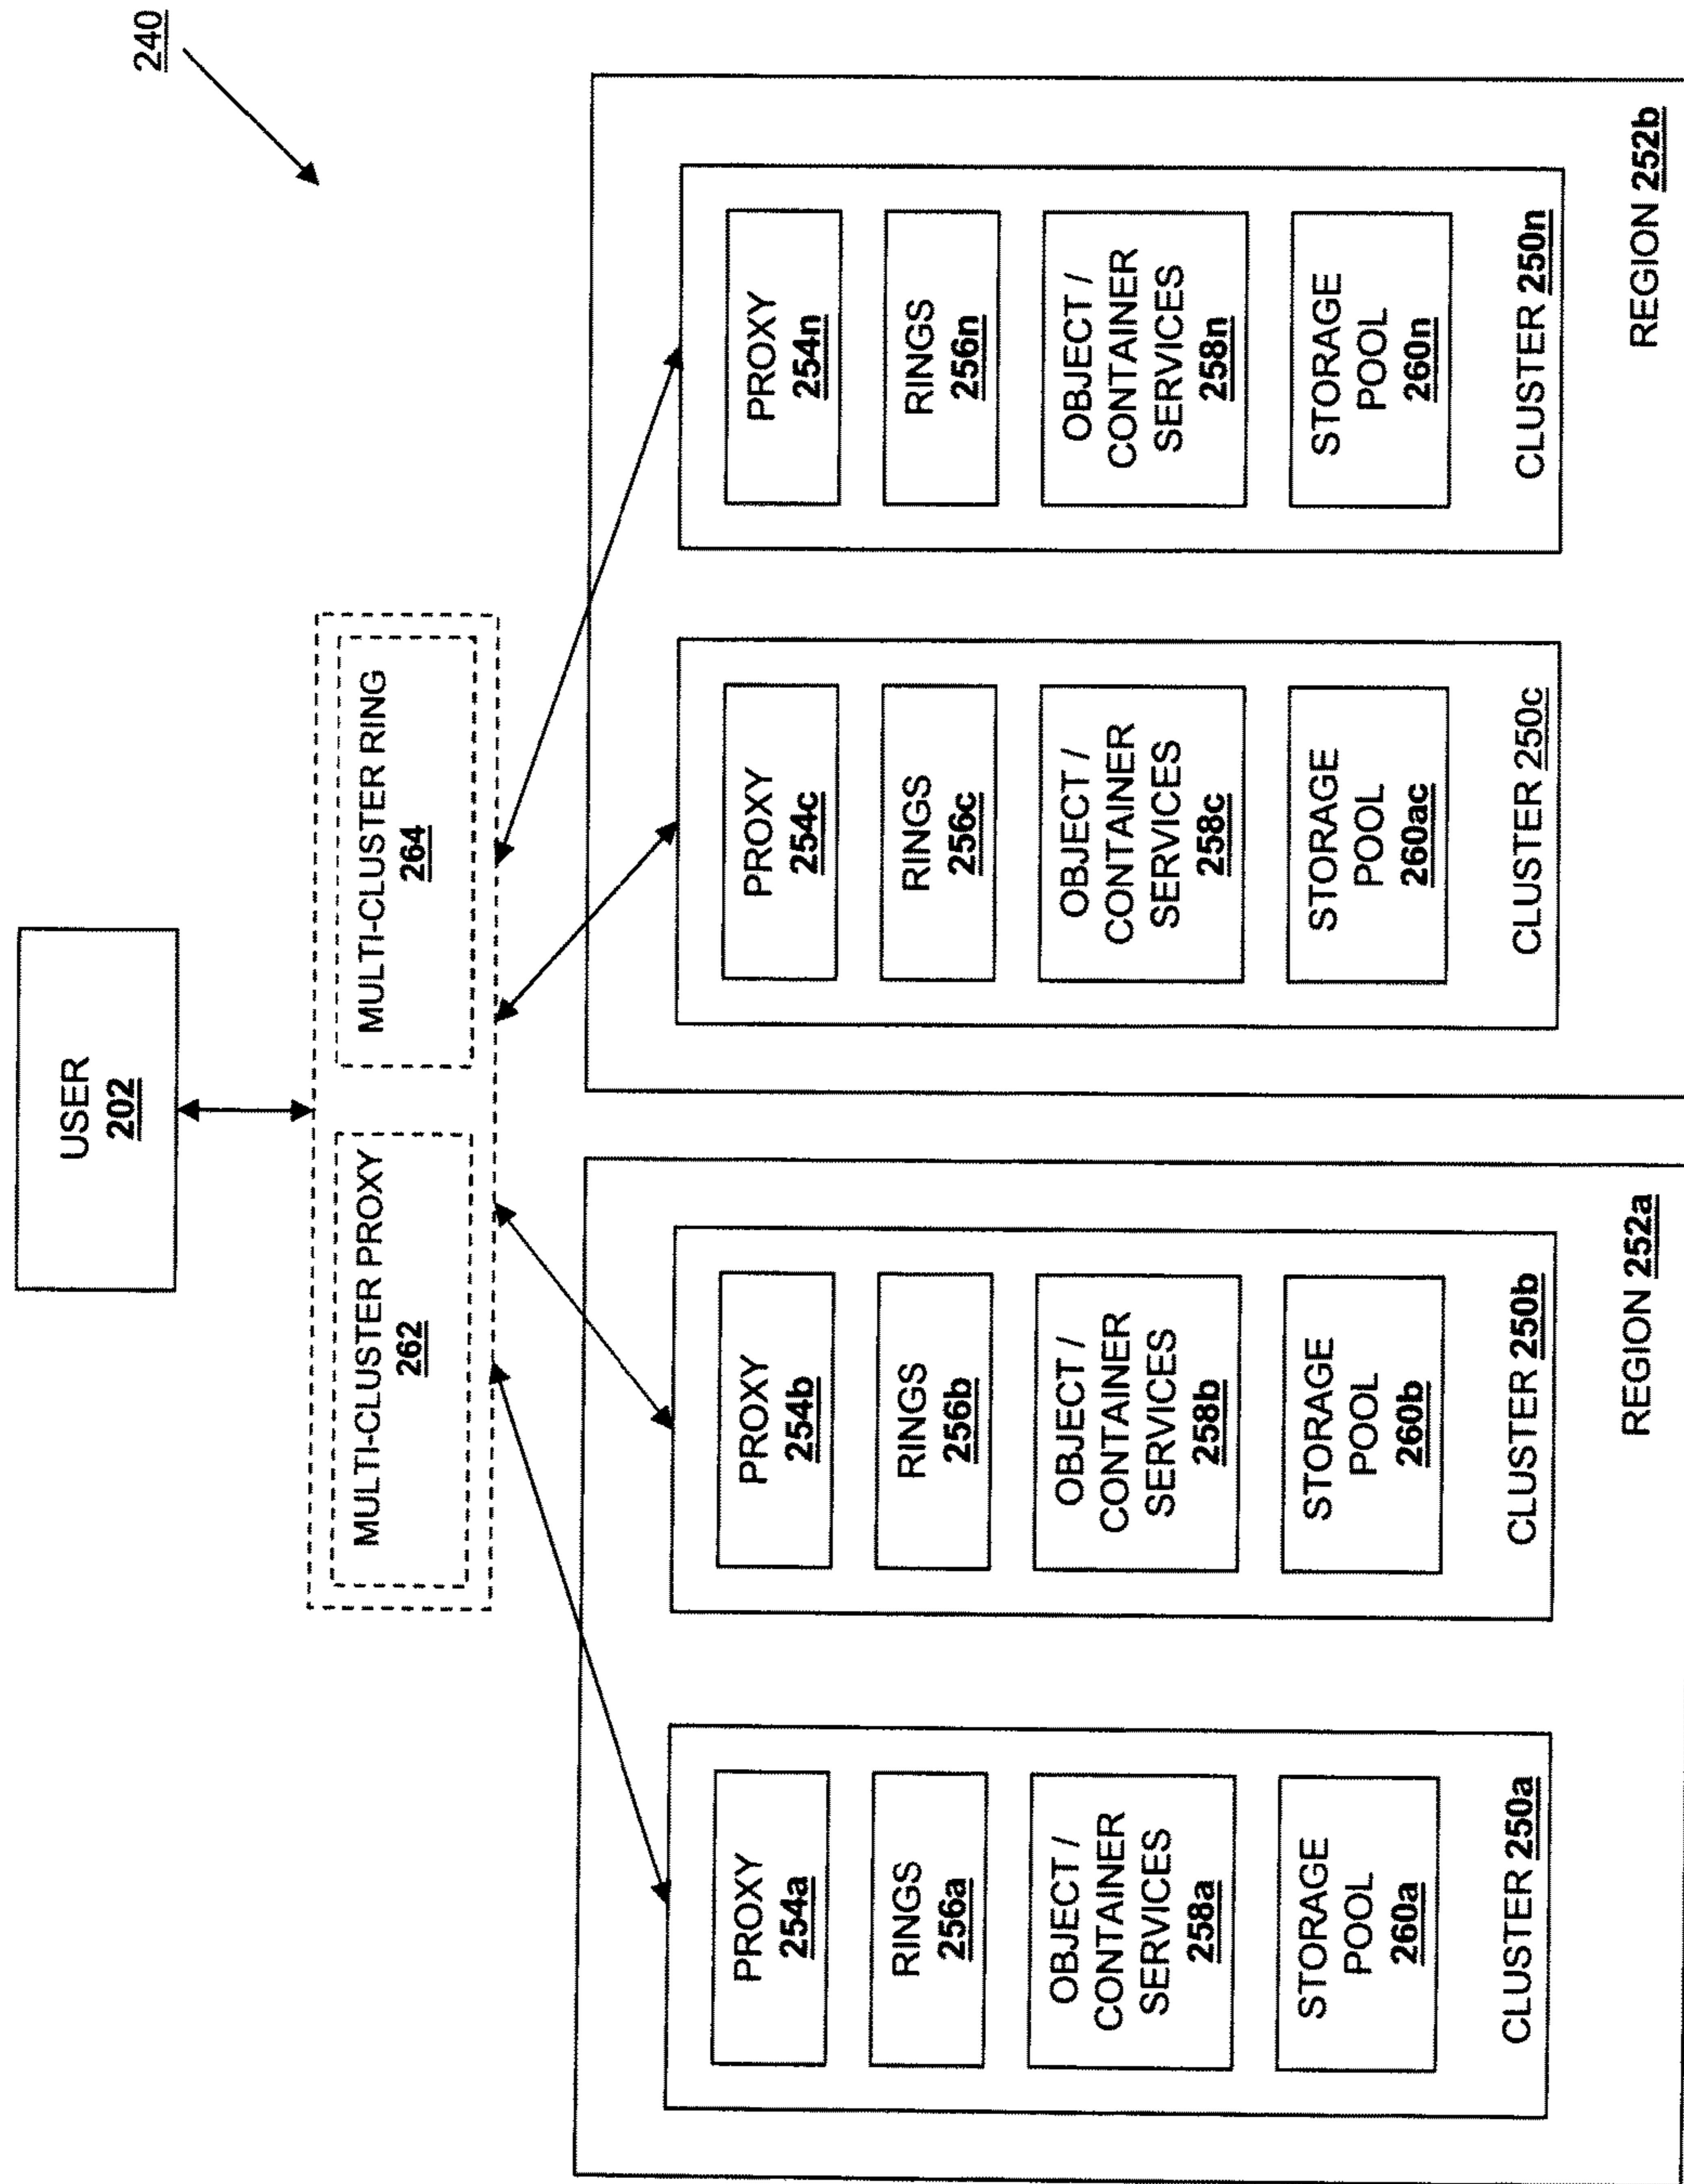 240
USER
202
MULTI-CLUSTER PROXY
262
MULTI-CLUSTER RING
264
PROXY
254a
RINGS
256a
OBJECT /
CONTAINER
SERVICES
258a
STORAGE
POOL
260a
CLUSTER 250a
PROXY
254b
RINGS
256b
OBJECT /
CONTAINER
SERVICES
258b
STORAGE
POOL
260b
CLUSTER 250b
REGION 252a
PROXY
254c
RINGS
256c
OBJECT /
CONTAINER
SERVICES
258c
STORAGE
POOL
260ac
CLUSTER 250c
PROXY
254n
RINGS
256n
OBJECT /
CONTAINER
SERVICES
258n
STORAGE
POOL
260n
CLUSTER 250n
REGION 252b